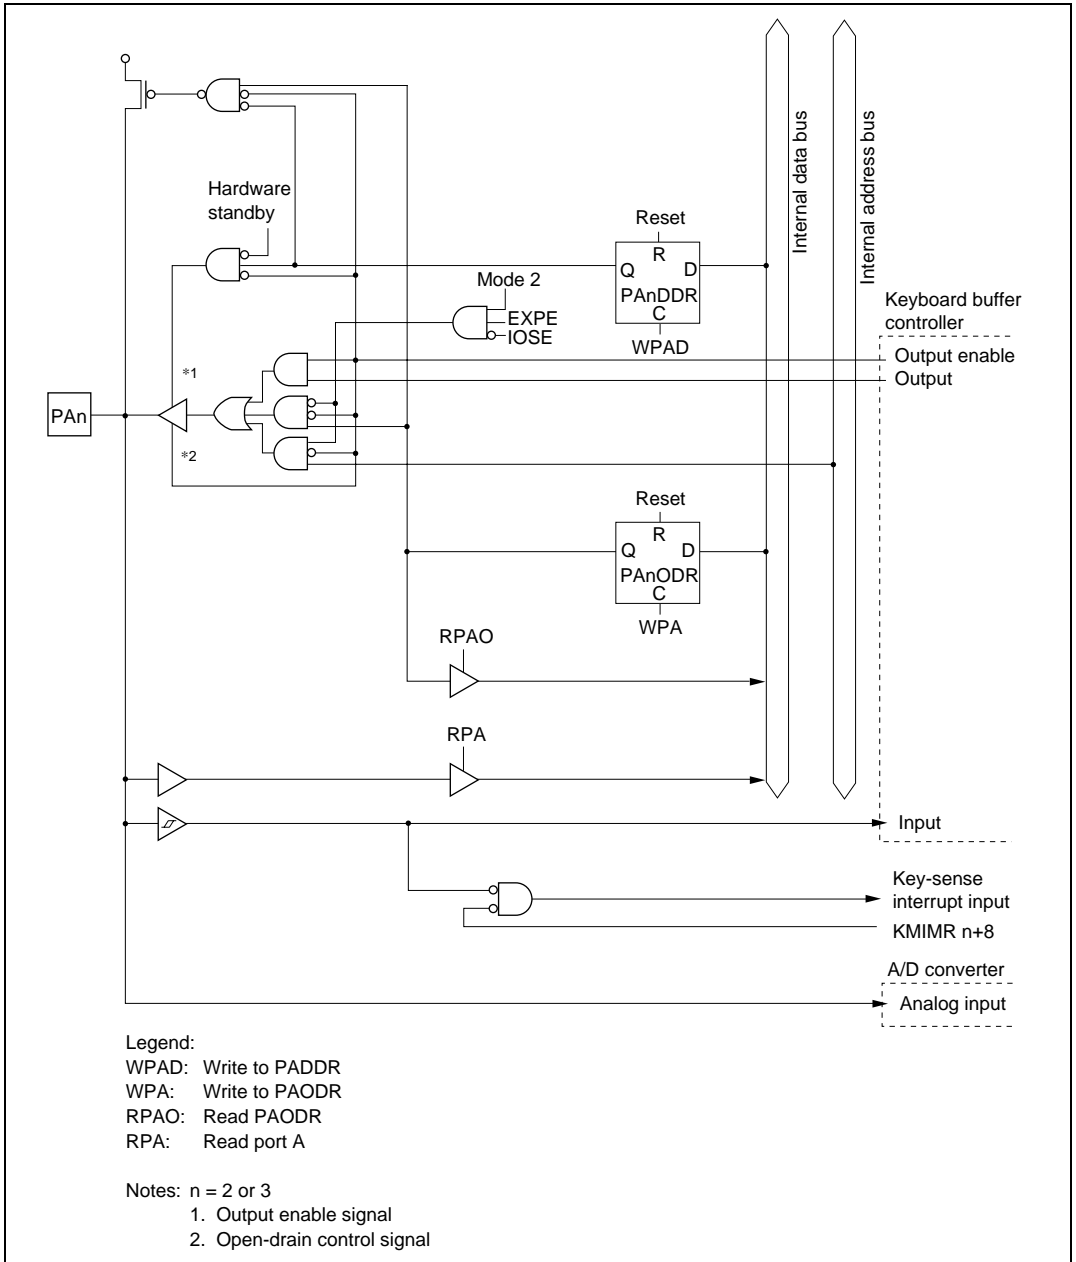 Hardware
standby
Internal data bus
Internal address bus
Reset
R
Q D
PAnDDR
C
WPAD
Mode 2
EXPE
IOSE
Keyboard buffer
controller
Output enable
Output
*1
PAn
*2
Reset
R
Q D
PAnODR
C
WPA
RPAO
RPA
Input
Key-sense
interrupt input
KMIMR n+8
A/D converter
Analog input
Legend:
WPAD: Write to PADDR
WPA: Write to PAODR
RPAO: Read PAODR
RPA: Read port A
Notes: n = 2 or 3
1. Output enable signal
2. Open-drain control signal